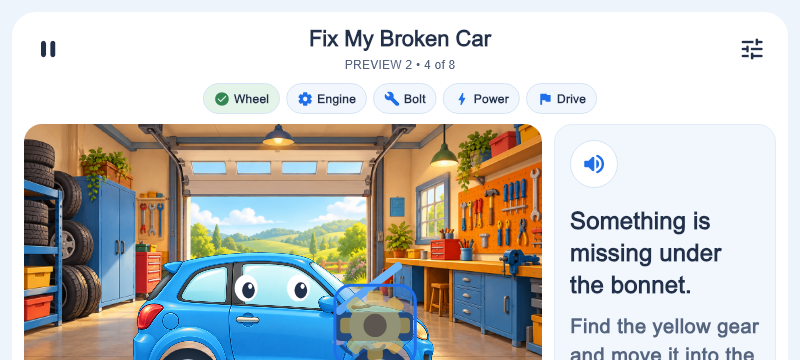 Fix My Broken Car
PREVIEW 2 • 4 of 8
Wheel
Engine
Bolt
Power
Drive
Something is
missing under
the bonnet.
Find the yellow gear
and move it into the